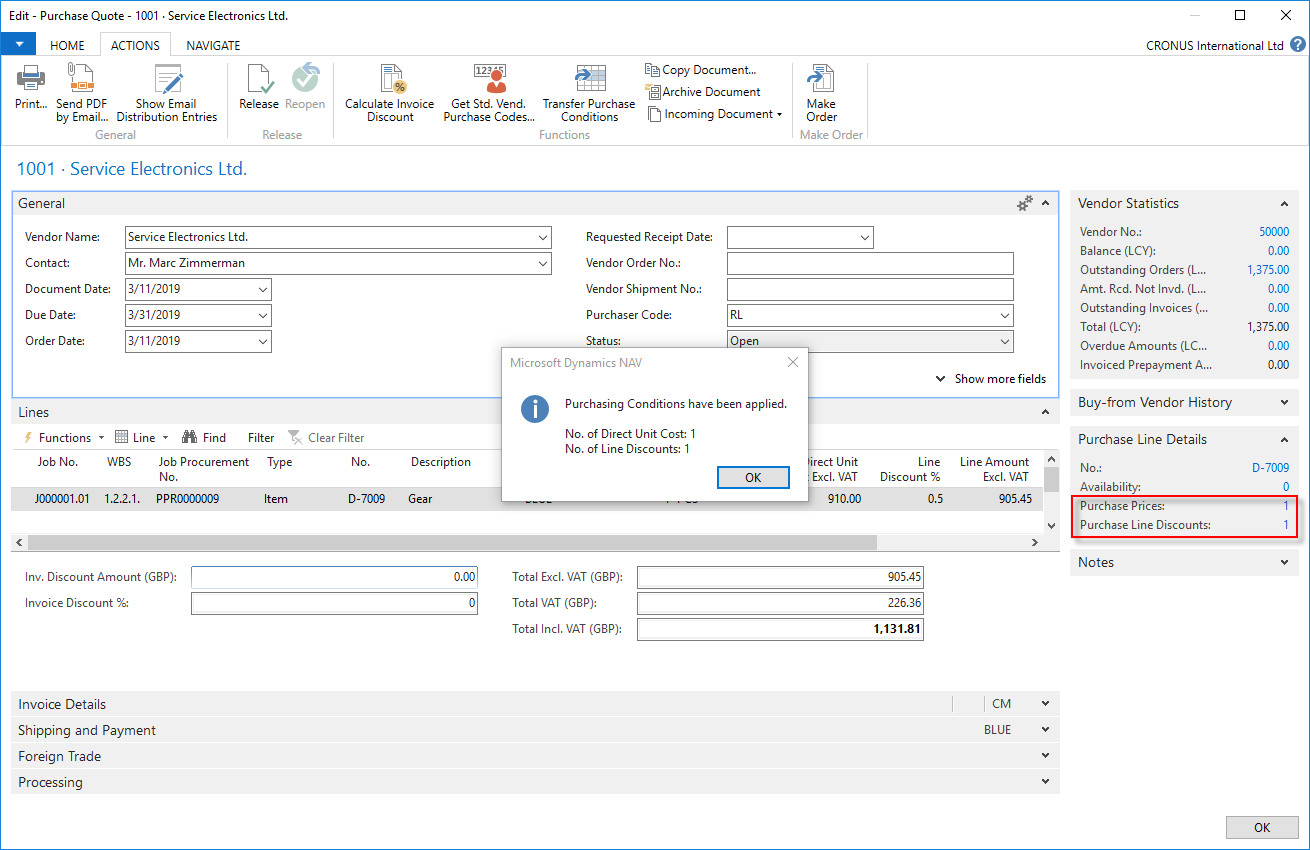 Edit - Purchase Quote - 1001 · Service Electronics Ltd.
HOME ACTIONS NAVIGATE CRONUS International Ltd ?
Print... Send PDF by Email... Show Email Distribution Entries
General
Release Reopen
Release
Calculate Invoice Discount Get Std. Vend. Purchase Codes... Transfer Purchase Conditions
Copy Document...
Archive Document
Incoming Document
Functions
Make Order
Make Order
1001 · Service Electronics Ltd.
General
Vendor Name: Service Electronics Ltd.
Contact: Mr. Marc Zimmerman
Document Date: 3/11/2019
Due Date: 3/31/2019
Order Date: 3/11/2019
Requested Receipt Date:
Vendor Order No.:
Vendor Shipment No.:
Purchaser Code: RL
Status: Open
Show more fields
Microsoft Dynamics NAV
Purchasing Conditions have been applied.
No. of Direct Unit Cost: 1
No. of Line Discounts: 1
OK
Lines
Functions Line Find Filter Clear Filter
Job No. WBS Job Procurement No. Type No. Description Direct Unit Excl. VAT Line Discount % Line Amount Excl. VAT
J000001.01 1.2.2.1. PPR0000009 Item D-7009 Gear 910.00 0.5 905.45
Inv. Discount Amount (GBP): 0.00
Invoice Discount %: 0
Total Excl. VAT (GBP): 905.45
Total VAT (GBP): 226.36
Total Incl. VAT (GBP): 1,131.81
Invoice Details CM
Shipping and Payment BLUE
Foreign Trade
Processing
Vendor Statistics
Vendor No.: 50000
Balance (LCY): 0.00
Outstanding Orders (L... 1,375.00
Amt. Rcd. Not Invd. (L... 0.00
Outstanding Invoices (... 0.00
Total (LCY): 1,375.00
Overdue Amounts (LC... 0.00
Invoiced Prepayment A... 0.00
Buy-from Vendor History
Purchase Line Details
No.: D-7009
Availability: 0
Purchase Prices: 1
Purchase Line Discounts: 1
Notes
OK